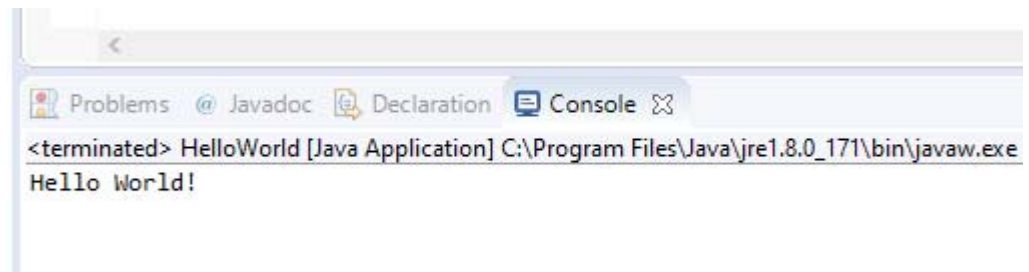 Problems @ Javadoc Declaration Console
<terminated> HelloWorld [Java Application] C:\Program Files\Java\jre1.8.0_171\bin\javaw.exe
Hello World!